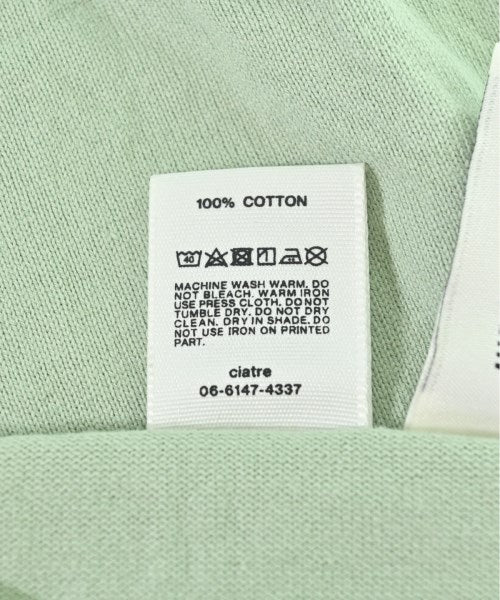 100% COTTON
40
MACHINE WASH WARM. DO
NOT BLEACH. WARM IRON
USE PRESS CLOTH. DO NOT
TUMBLE DRY. DO NOT DRY
CLEAN. DRY IN SHADE. DO
NOT USE IRON ON PRINTED
PART.
ciatre
06-6147-4337